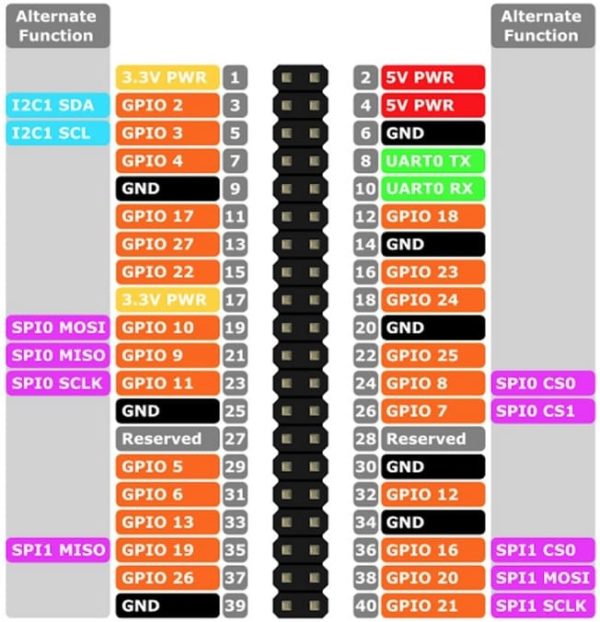 Alternate Function Alternate Function
3.3V PWR 1 2 5V PWR
I2C1 SDA GPIO 2 3 4 5V PWR
I2C1 SCL GPIO 3 5 6 GND
GPIO 4 7 8 UART0 TX
GND 9 10 UART0 RX
GPIO 17 11 12 GPIO 18
GPIO 27 13 14 GND
GPIO 22 15 16 GPIO 23
3.3V PWR 17 18 GPIO 24
SPI0 MOSI GPIO 10 19 20 GND
SPI0 MISO GPIO 9 21 22 GPIO 25
SPI0 SCLK GPIO 11 23 24 GPIO 8 SPI0 CS0
GND 25 26 GPIO 7 SPI0 CS1
Reserved 27 28 Reserved
GPIO 5 29 30 GND
GPIO 6 31 32 GPIO 12
GPIO 13 33 34 GND
SPI1 MISO GPIO 19 35 36 GPIO 16 SPI1 CS0
GPIO 26 37 38 GPIO 20 SPI1 MOSI
GND 39 40 GPIO 21 SPI1 SCLK